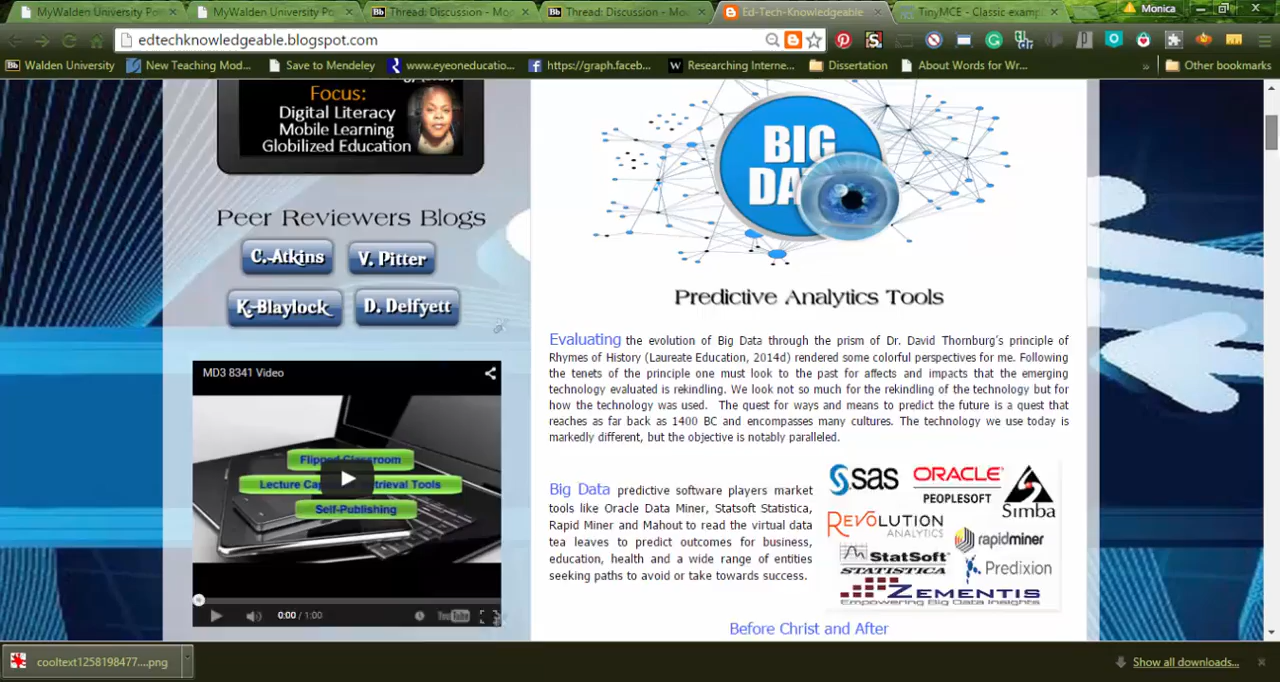 MyWalden University Po
MyWalden University Po
Thread: Discussion - Mo
Thread: Discussion - Mo
Ed-Tech-Knowledgeable
TinyMCE - Classic examp
Monica
edtechknowledgeable.blogspot.com
Walden University
New Teaching Mod...
Save to Mendeley
www.eyeoneducatio...
https://graph.faceb...
Researching Interne...
Dissertation
About Words for Wr...
Other bookmarks
Focus:
Digital Literacy
Mobile Learning
Globilized Education
Peer Reviewers Blogs
C. Atkins
V. Pitter
K-Blaylock
D. Delfyett
MD3 8341 Video
Flipped Classroom
Retrieval Tools
Self-Publishing
0:00 / 1:00
YouTube
BIG
Predictive Analytics Tools
Evaluating the evolution of Big Data through the prism of Dr. David Thornburg's principle of
Rhymes of History (Laureate Education, 2014d) rendered some colorful perspectives for me. Following
the tenets of the principle one must look to the past for affects and impacts that the emerging
technology evaluated is rekindling. We look not so much for the rekindling of the technology but for
how the technology was used. The quest for ways and means to predict the future is a quest that
reaches as far back as 1400 BC and encompasses many cultures. The technology we use today is
markedly different, but the objective is notably paralleled.
Big Data predictive software players market
tools like Oracle Data Miner, Statsoft Statistica,
Rapid Miner and Mahout to read the virtual data
tea leaves to predict outcomes for business,
education, health and a wide range of entities
seeking paths to avoid or take towards success.
sas
ORACLE
PEOPLESOFT
Simba
REVOLUTION
ANALYTICS
rapidminer
StatSoft
STATISTICA
Predixion
ZEMENTIS
Empowering Big Data Insights
Before Christ and After
cooltext1258198477....png
Show all downloads...